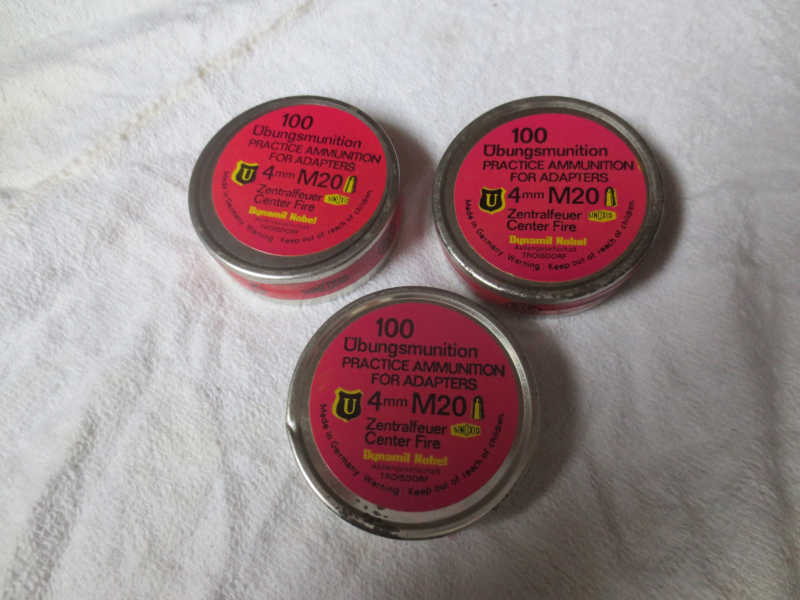 100
Übungsmunition
PRACTICE AMMUNITION
FOR ADAPTERS
U
4mm M20
Zentralfeuer
SINOXID
Center Fire
Dynamit Nobel
Aktiengesellschaft
TROISDORF
Made in Germany Warning: Keep out of reach of children.
100
Übungsmunition
PRACTICE AMMUNITION
FOR ADAPTERS
U
4mm M20
Zentralfeuer
SINOXID
Center Fire
Dynamit Nobel
Aktiengesellschaft
TROISDORF
Made in Germany Warning: Keep out of reach of children.
100
Übungsmunition
PRACTICE AMMUNITION
FOR ADAPTERS
U
4mm M20
Zentralfeuer
SINOXID
Center Fire
Dynamit Nobel
Aktiengesellschaft
TROISDORF
Made in Germany Warning: Keep out of reach of children.